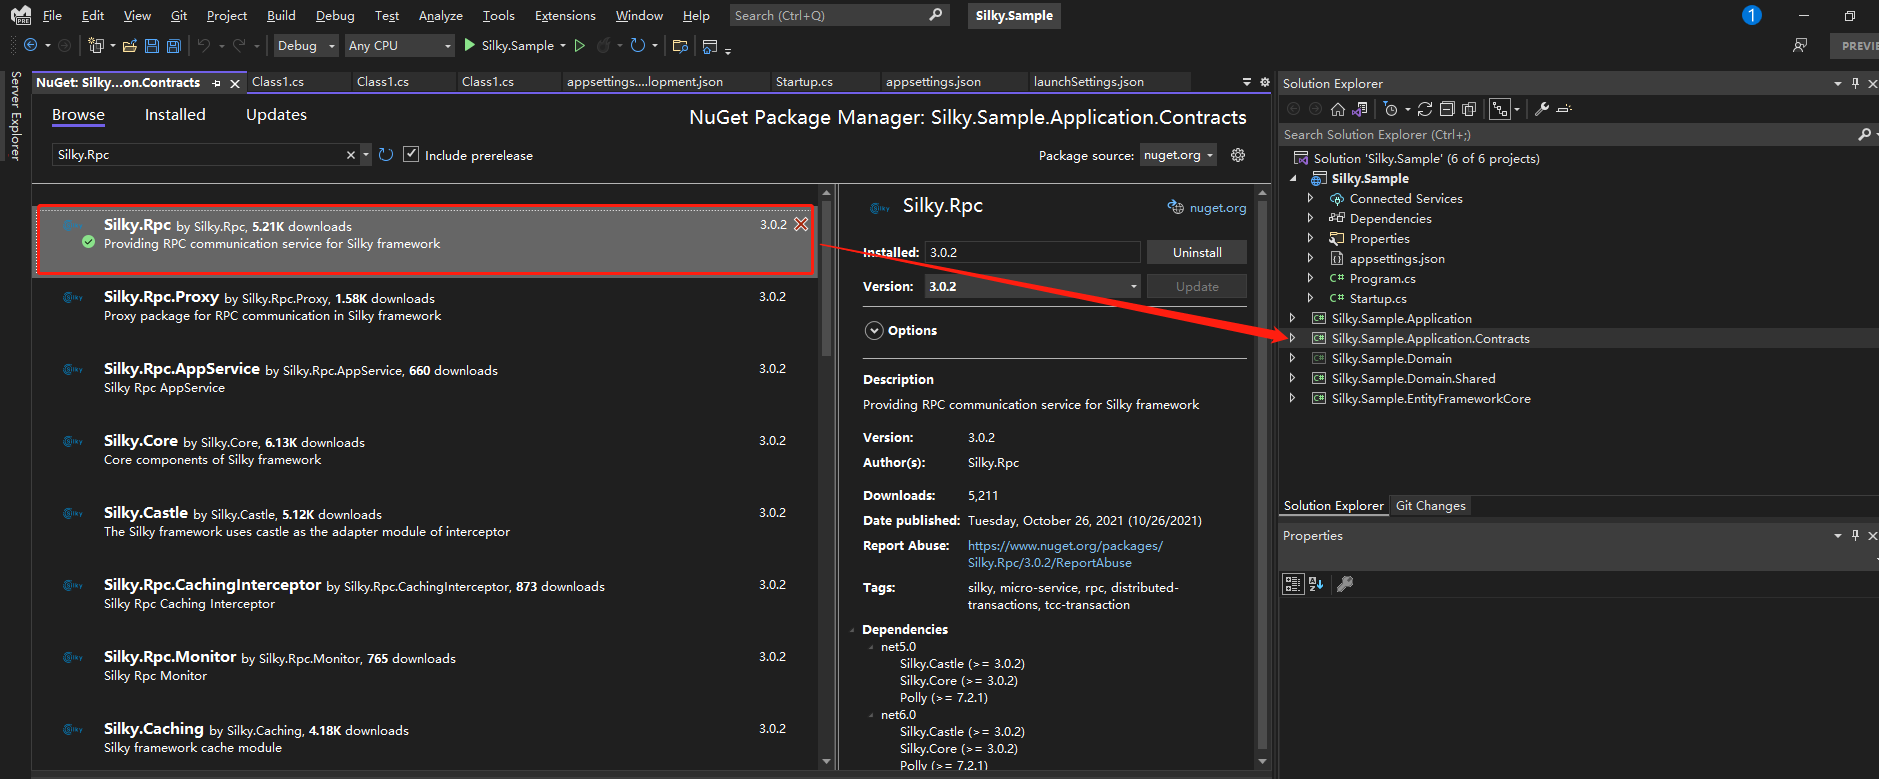 File Edit View Git Project Build Debug Test Analyze Tools Extensions Window Help Search (Ctrl+Q) Silky.Sample 1
PRE
Debug Any CPU Silky.Sample PREVIE
Server Explorer
NuGet: Silky...on.Contracts Class1.cs Class1.cs Class1.cs appsettings....lopment.json Startup.cs appsettings.json launchSettings.json
Browse Installed Updates
NuGet Package Manager: Silky.Sample.Application.Contracts
Silky.Rpc Include prerelease Package source: nuget.org
Silky.Rpc by Silky.Rpc, 5.21K downloads 3.0.2
Providing RPC communication service for Silky framework
Silky.Rpc.Proxy by Silky.Rpc.Proxy, 1.58K downloads 3.0.2
Proxy package for RPC communication in Silky framework
Silky.Rpc.AppService by Silky.Rpc.AppService, 660 downloads 3.0.2
Silky Rpc AppService
Silky.Core by Silky.Core, 6.13K downloads 3.0.2
Core components of Silky framework
Silky.Castle by Silky.Castle, 5.12K downloads 3.0.2
The Silky framework uses castle as the adapter module of interceptor
Silky.Rpc.CachingInterceptor by Silky.Rpc.CachingInterceptor, 873 downloads 3.0.2
Silky Rpc Caching Interceptor
Silky.Rpc.Monitor by Silky.Rpc.Monitor, 765 downloads 3.0.2
Silky Rpc Monitor
Silky.Caching by Silky.Caching, 4.18K downloads 3.0.2
Silky framework cache module
Silky.Rpc nuget.org
Installed: 3.0.2 Uninstall
Version: 3.0.2 Update
Options
Description
Providing RPC communication service for Silky framework
Version: 3.0.2
Author(s): Silky.Rpc
Downloads: 5,211
Date published: Tuesday, October 26, 2021 (10/26/2021)
Report Abuse: https://www.nuget.org/packages/
Silky.Rpc/3.0.2/ReportAbuse
Tags: silky, micro-service, rpc, distributed-
transactions, tcc-transaction
Dependencies
net5.0
Silky.Castle (>= 3.0.2)
Silky.Core (>= 3.0.2)
Polly (>= 7.2.1)
net6.0
Silky.Castle (>= 3.0.2)
Silky.Core (>= 3.0.2)
Polly (>= 7.2.1)
Solution Explorer
Search Solution Explorer (Ctrl+;)
Solution 'Silky.Sample' (6 of 6 projects)
Silky.Sample
Connected Services
Dependencies
Properties
appsettings.json
C# Program.cs
C# Startup.cs
C# Silky.Sample.Application
C# Silky.Sample.Application.Contracts
C# Silky.Sample.Domain
C# Silky.Sample.Domain.Shared
C# Silky.Sample.EntityFrameworkCore
Solution Explorer Git Changes
Properties